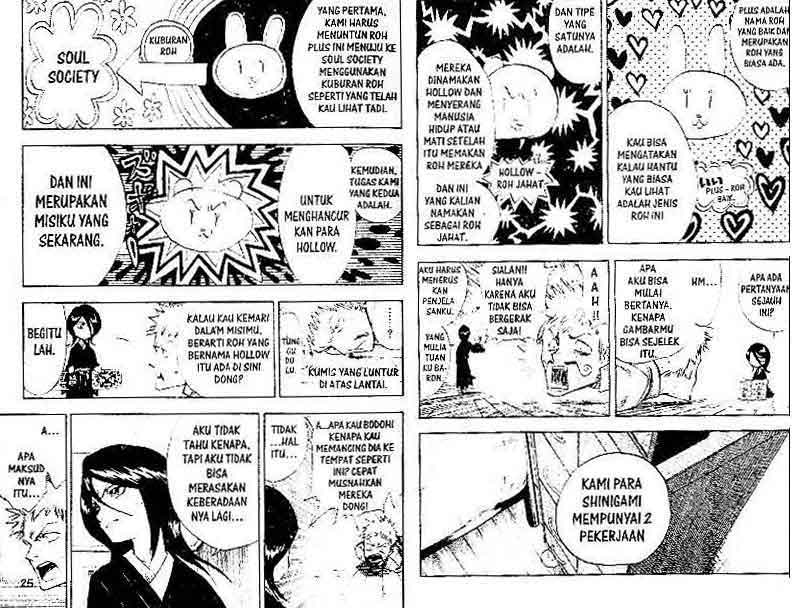 PLUS ADALAH
NAMA ROH
YANG BAIK DAN
MERUPAKAN
ROH YANG
BIASA ADA.
KAU BISA
MENGATAKAN
KALAU HANTU
YANG BIASA
KAU LIHAT
ADALAH JENIS
ROH INI
PLUS - ROH
BAIK.
DAN TIPE
YANG
SATUNYA
ADALAH.
MEREKA
DINAMAKAN
HOLLOW DAN
MENYERANG
MANUSIA
HIDUP ATAU
MATI SETELAH
ITU MEMAKAN
ROH MEREKA
HOLLOW -
ROH JAHAT
DAN INI
YANG KALIAN
NAMAKAN
SEBAGAI ROH
JAHAT.
APA ADA
PERTANYAAN
SEJAUH
INI?
HM...
APA
AKU BISA
MULAI
BERTANYA.
KENAPA
GAMBARMU
BISA SEJELEK
ITU.
AAH!!
SIALAN!!
HANYA
KARENA AKU
TIDAK BISA
BERGERAK
SAJA!
AKU HARUS
MENERUS
KAN
PENJELA
SANKU.
YANG
MULIA
TUAN
KU BA-
RON.
KAMI PARA
SHINIGAMI
MEMPUNYAI 2
PEKERJAAN
YANG PERTAMA,
KAMI HARUS
MENUNTUN ROH
PLUS INI MENUJU KE
SOUL SOCIETY
MENGGUNAKAN
KUBURAN ROH
SEPERTI YANG TELAH
KAU LIHAT TADI.
KUBURAN
ROH
SOUL
SOCIETY
KEMUDIAN,
TUGAS KAMI
YANG KEDUA
ADALAH.
UNTUK
MENGHANCUR
KAN PARA
HOLLOW.
DAN INI
MERUPAKAN
MISIKU YANG
SEKARANG.
...?
KUMIS YANG LUNTUR
DI ATAS LANTAI.
TUNG
GU
DU
LU.
KALAU KAU KEMARI
DALAM MISIMU,
BERARTI ROH YANG
BERNAMA HOLLOW
ITU ADA DI SINI
DONG?
BEGITU
LAH.
A...APA KAU BODOH!
KENAPA KAU
MEMANCING DIA KE
TEMPAT SEPERTI
INI? CEPAT
MUSNAHKAN
MEREKA
DONG!
TIDAK
...HAL
ITU...
AKU TIDAK
TAHU KENAPA,
TAPI AKU TIDAK
BISA
MERASAKAN
KEBERADAAN
NYA LAGI...
A...
APA
MAKSUD
NYA
ITU...
25